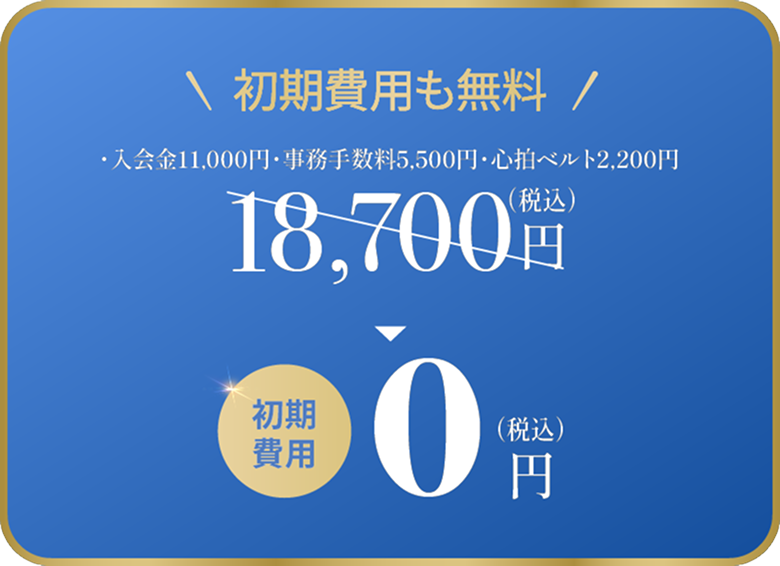 \ 初期費用も無料 /
・入会金11,000円・事務手数料5,500円・心拍ベルト2,200円
18,700円(税込)
初期
費用
0円(税込)